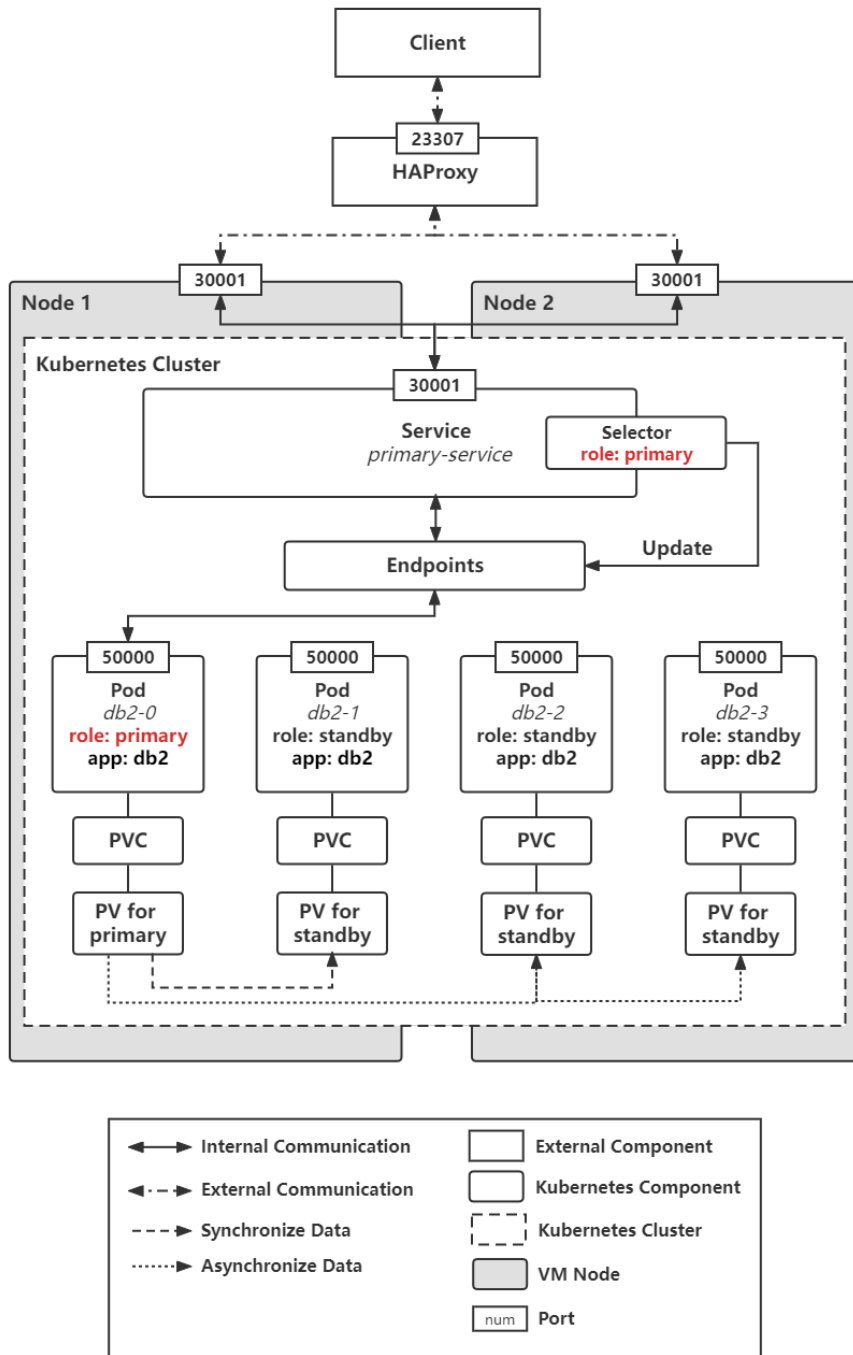 Client
23307
HAProxy
30001
30001
Node 1
Node 2
Kubernetes Cluster
30001
Service
primary-service
Selector
role: primary
Update
Endpoints
50000
Pod
db2-0
role: primary
app: db2
50000
Pod
db2-1
role: standby
app: db2
50000
Pod
db2-2
role: standby
app: db2
50000
Pod
db2-3
role: standby
app: db2
PVC
PVC
PVC
PVC
PV for
primary
PV for
standby
PV for
standby
PV for
standby
Internal Communication
External Communication
Synchronize Data
Asynchronize Data
External Component
Kubernetes Component
Kubernetes Cluster
VM Node
num
Port